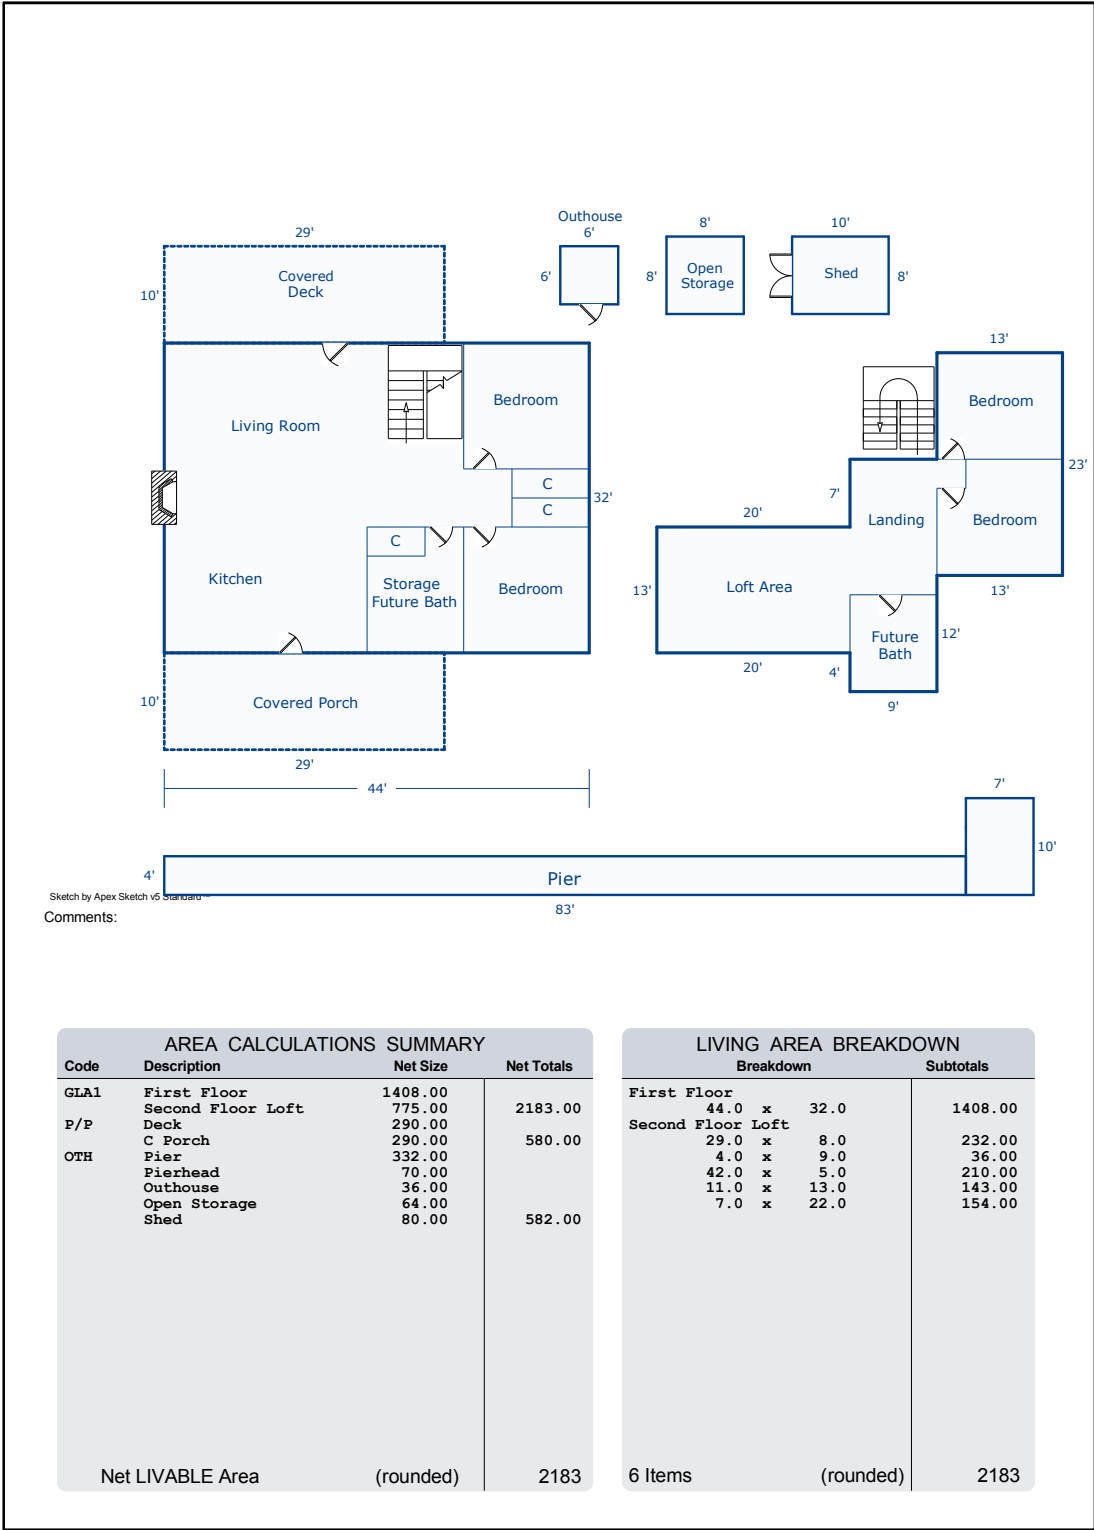 Outhouse
29'
6'
8'
10'
Covered
Deck
10'
6'
8'
Open
Storage
Shed
8'
13'
Bedroom
Bedroom
Living Room
23'
C
32'
7'
C
20'
Landing
Bedroom
C
Kitchen
Storage
Future Bath
Bedroom
13'
Loft Area
13'
Future
Bath
12'
20'
4'
10'
Covered Porch
9'
29'
44'
7'
10'
4'
Pier
83'
Sketch by Apex Sketch v5 Standard™
Comments:
AREA CALCULATIONS SUMMARY
Code Description Net Size Net Totals
GLA1 First Floor 1408.00
Second Floor Loft 775.00 2183.00
P/P Deck 290.00
C Porch 290.00 580.00
OTH Pier 332.00
Pierhead 70.00
Outhouse 36.00
Open Storage 64.00
Shed 80.00 582.00
Net LIVABLE Area (rounded) 2183
LIVING AREA BREAKDOWN
Breakdown Subtotals
First Floor
44.0 x 32.0 1408.00
Second Floor Loft
29.0 x 8.0 232.00
4.0 x 9.0 36.00
42.0 x 5.0 210.00
11.0 x 13.0 143.00
7.0 x 22.0 154.00
6 Items (rounded) 2183